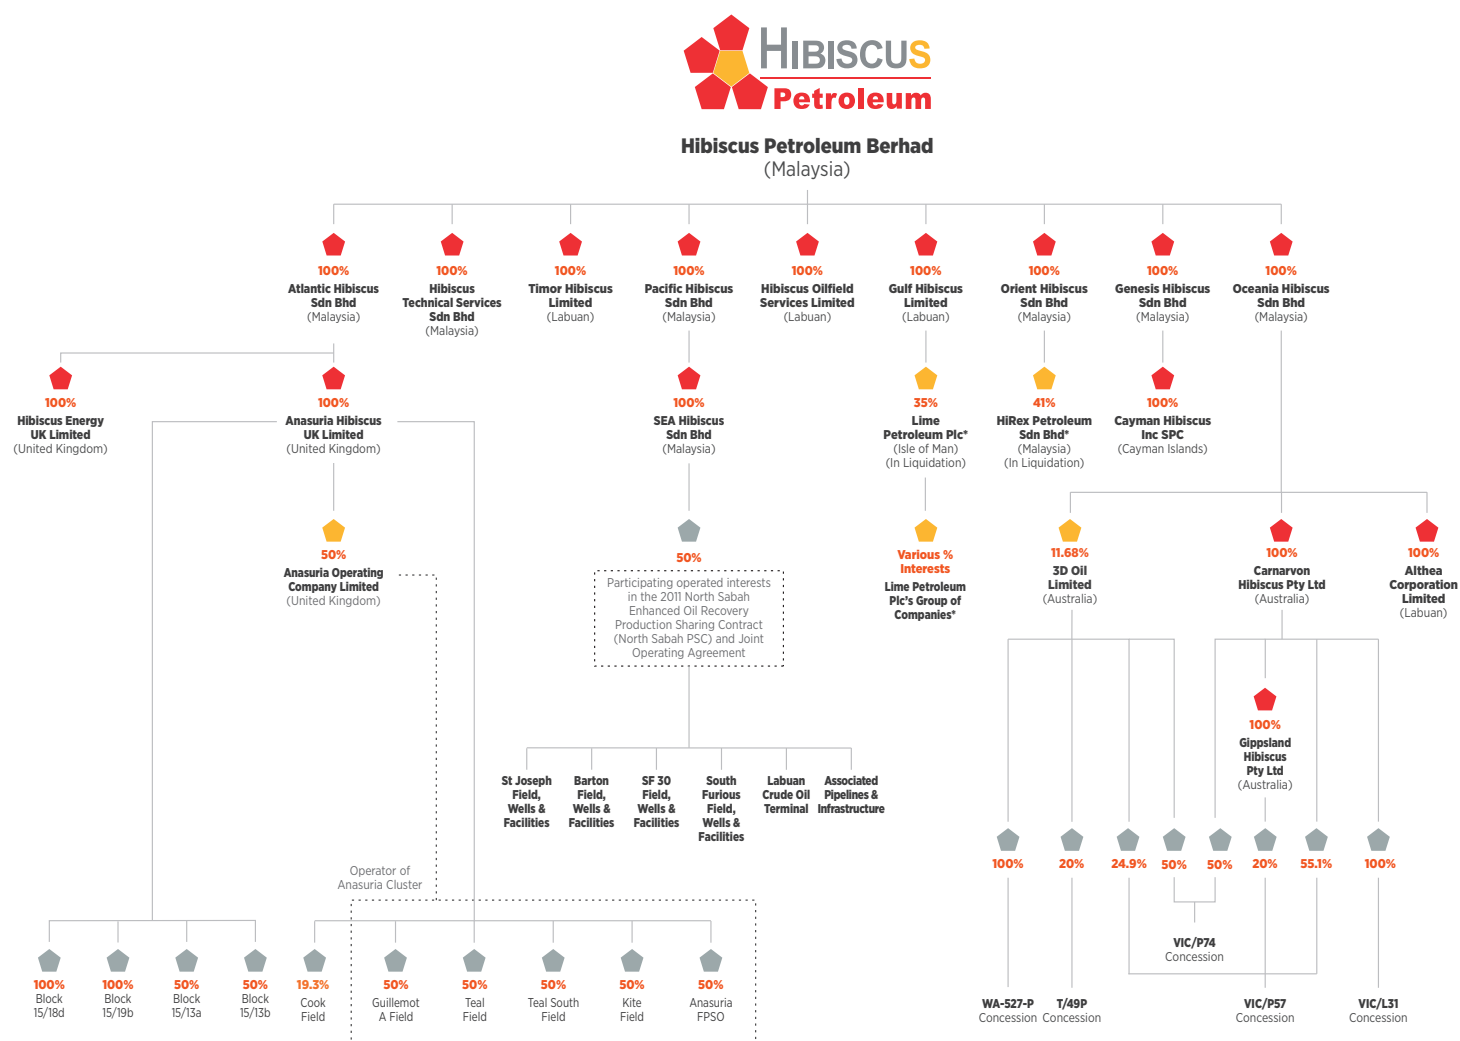 HIBISCUS
Petroleum
Hibiscus Petroleum Berhad
(Malaysia)
100%
Atlantic Hibiscus
Sdn Bhd
(Malaysia)
100%
Hibiscus
Technical Services
Sdn Bhd
(Malaysia)
100%
Timor Hibiscus
Limited
(Labuan)
100%
Pacific Hibiscus
Sdn Bhd
(Malaysia)
100%
Hibiscus Oilfield
Services Limited
(Labuan)
100%
Gulf Hibiscus
Limited
(Labuan)
100%
Orient Hibiscus
Sdn Bhd
(Malaysia)
100%
Genesis Hibiscus
Sdn Bhd
(Malaysia)
100%
Oceania Hibiscus
Sdn Bhd
(Malaysia)
100%
Hibiscus Energy
UK Limited
(United Kingdom)
100%
Anasuria Hibiscus
UK Limited
(United Kingdom)
100%
SEA Hibiscus
Sdn Bhd
(Malaysia)
35%
Lime
Petroleum Plc*
(Isle of Man)
(In Liquidation)
41%
HiRex Petroleum
Sdn Bhd*
(Malaysia)
(In Liquidation)
100%
Cayman Hibiscus
Inc SPC
(Cayman Islands)
50%
Anasuria Operating
Company Limited
(United Kingdom)
50%
Participating operated interests
in the 2011 North Sabah
Enhanced Oil Recovery
Production Sharing Contract
(North Sabah PSC) and Joint
Operating Agreement
Various %
Interests
Lime Petroleum
Plc's Group of
Companies*
11.68%
3D Oil
Limited
(Australia)
100%
Carnarvon
Hibiscus Pty Ltd
(Australia)
100%
Althea
Corporation
Limited
(Labuan)
100%
Gippsland
Hibiscus
Pty Ltd
(Australia)
St Joseph
Field,
Wells &
Facilities
Barton
Field,
Wells &
Facilities
SF 30
Field,
Wells &
Facilities
South
Furious
Field,
Wells &
Facilities
Labuan
Crude Oil
Terminal
Associated
Pipelines &
Infrastructure
100%
20%
24.9%
50%
50%
20%
55.1%
100%
Operator of
Anasuria Cluster
VIC/P74
Concession
100%
Block
15/18d
100%
Block
15/19b
50%
Block
15/13a
50%
Block
15/13b
19.3%
Cook
Field
50%
Guillemot
A Field
50%
Teal
Field
50%
Teal South
Field
50%
Kite
Field
50%
Anasuria
FPSO
WA-527-P
Concession
T/49P
Concession
VIC/P57
Concession
VIC/L31
Concession